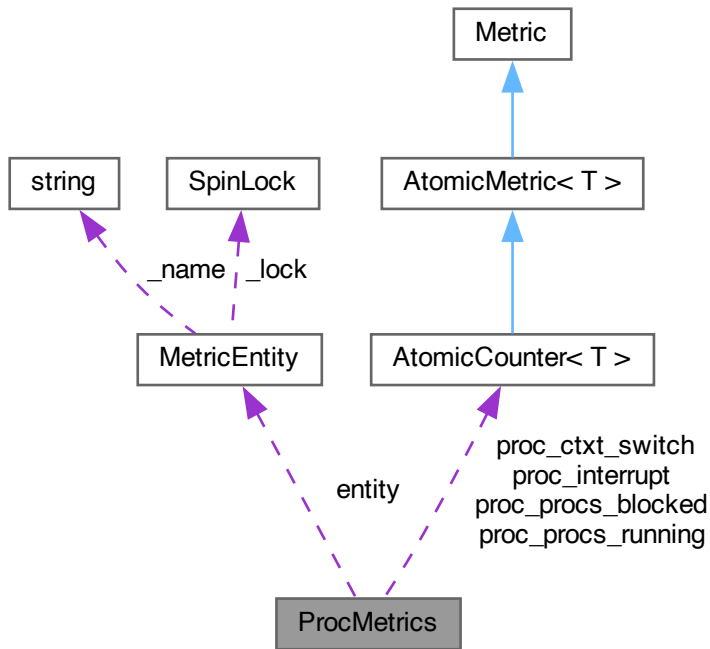 Metric
string
SpinLock
AtomicMetric< T >
_name
_lock
MetricEntity
AtomicCounter< T >
entity
proc_ctxt_switch
proc_interrupt
proc_procs_blocked
proc_procs_running
ProcMetrics